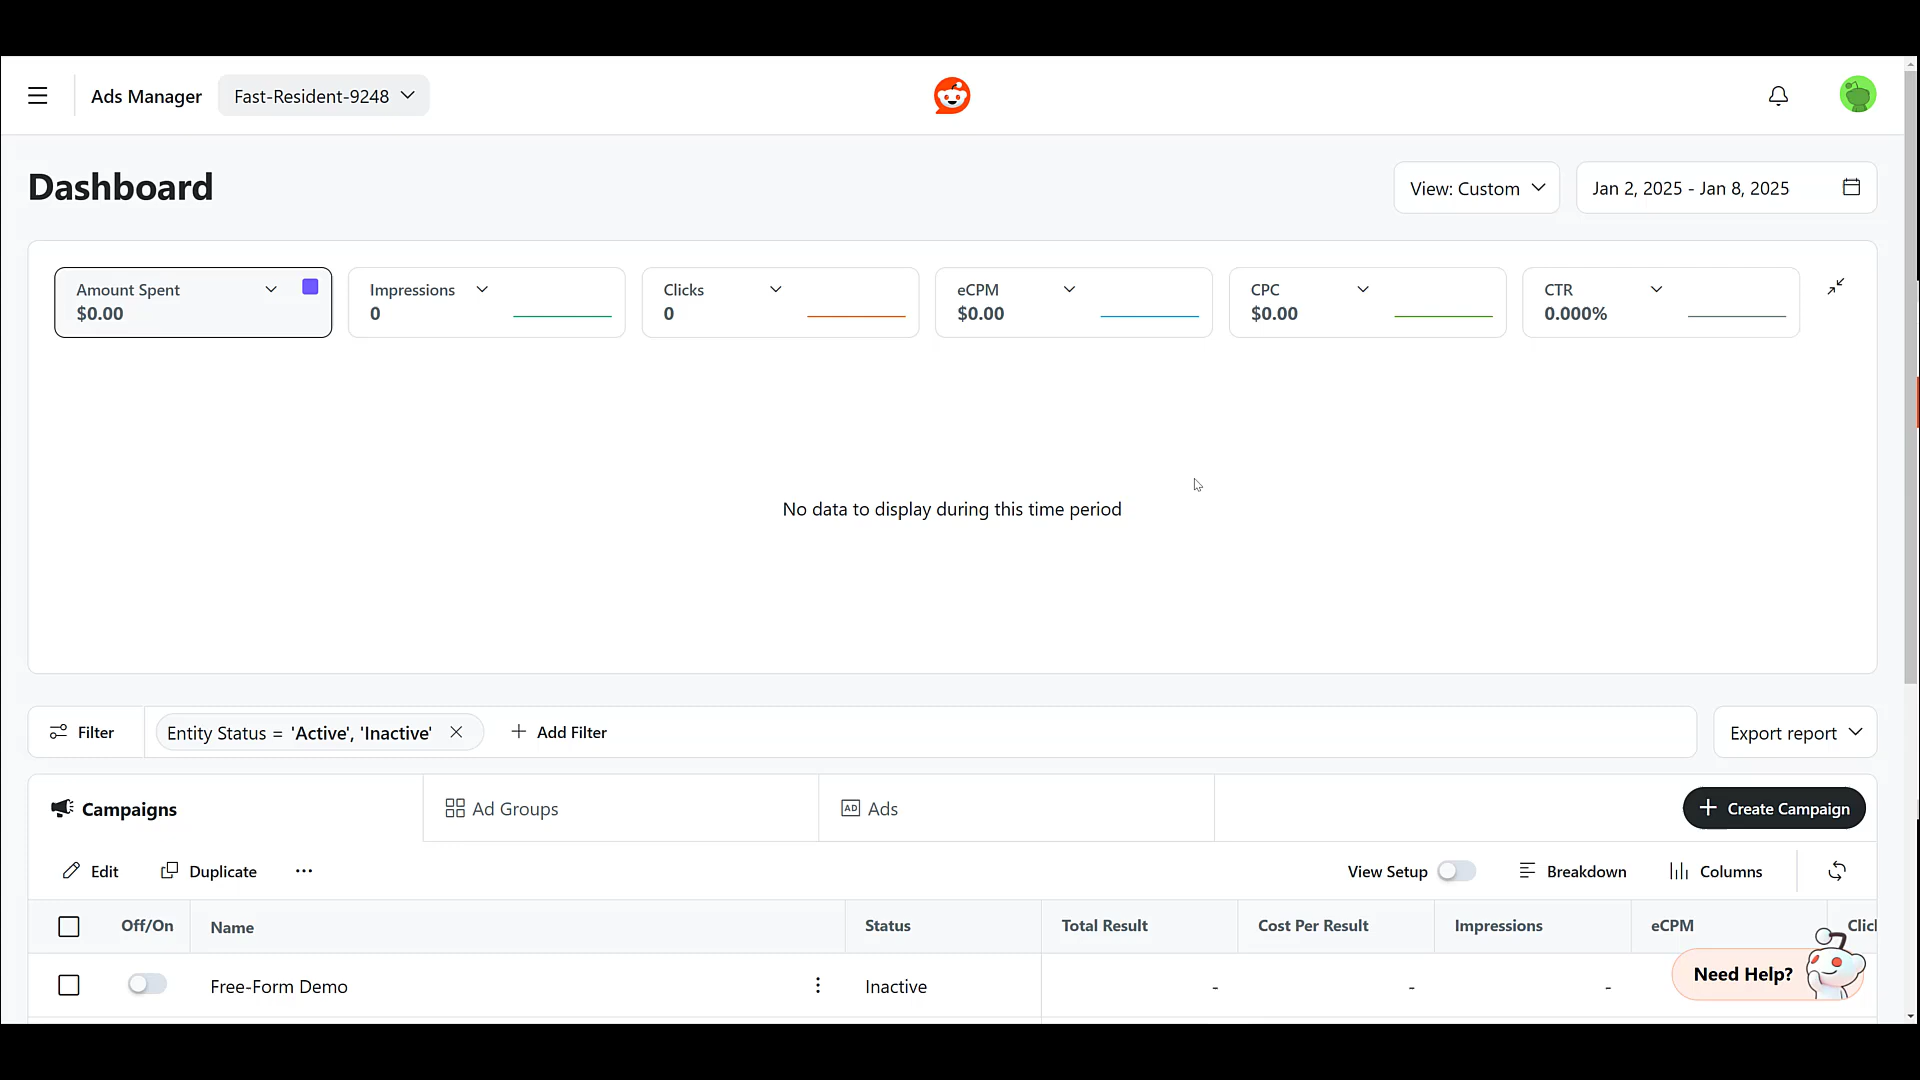 Ads Manager
Fast-Resident-9248
Dashboard
View: Custom
Jan 2, 2025 - Jan 8, 2025
Amount Spent
$0.00
Impressions
0
Clicks
0
eCPM
$0.00
CPC
$0.00
CTR
0.000%
No data to display during this time period
Filter
Entity Status = 'Active', 'Inactive'
Add Filter
Export report
Campaigns
Ad Groups
AD Ads
Create Campaign
Edit
Duplicate
View Setup
Breakdown
Columns
Off/On
Name
Status
Total Result
Cost Per Result
Impressions
eCPM
Clic
Free-Form Demo
Inactive
-
-
-
Need Help?